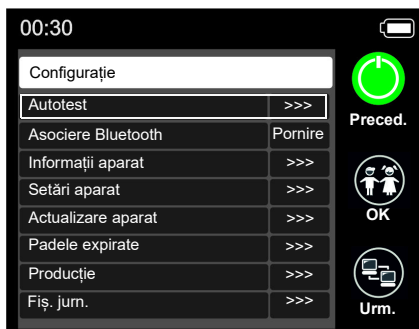 00:30
Configurație
Autotest >>>
Preced.
Asociere Bluetooth Pornire
Informații aparat >>>
Setări aparat >>>
OK
Actualizare aparat >>>
Padele expirate >>>
Producție >>>
Fiș. jurn. >>>
Urm.